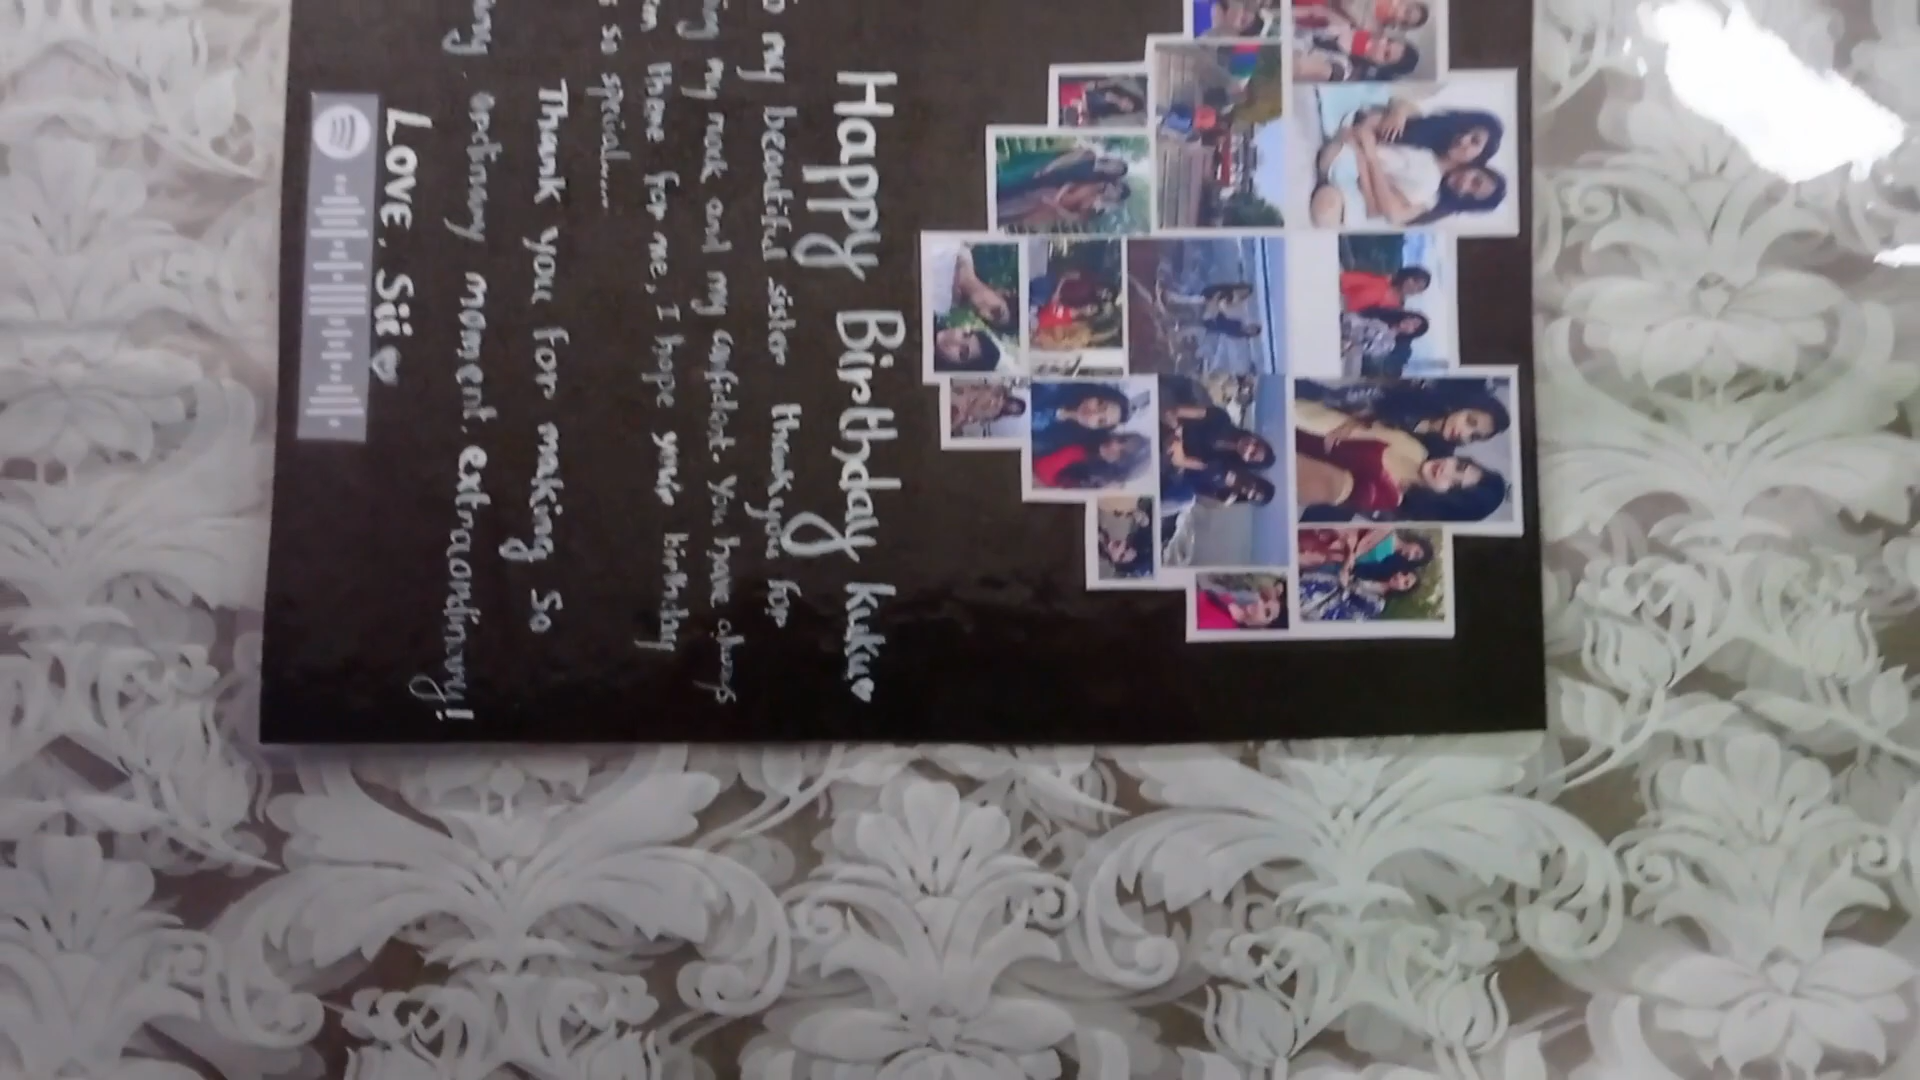 Happy Birthday kuku
my beautiful sister thank you for
my rock and my confident. You have always
there for me, I hope your birthday
so special.....
Thank you for making so
ordinary moment. extraordinary!
Love, Sii